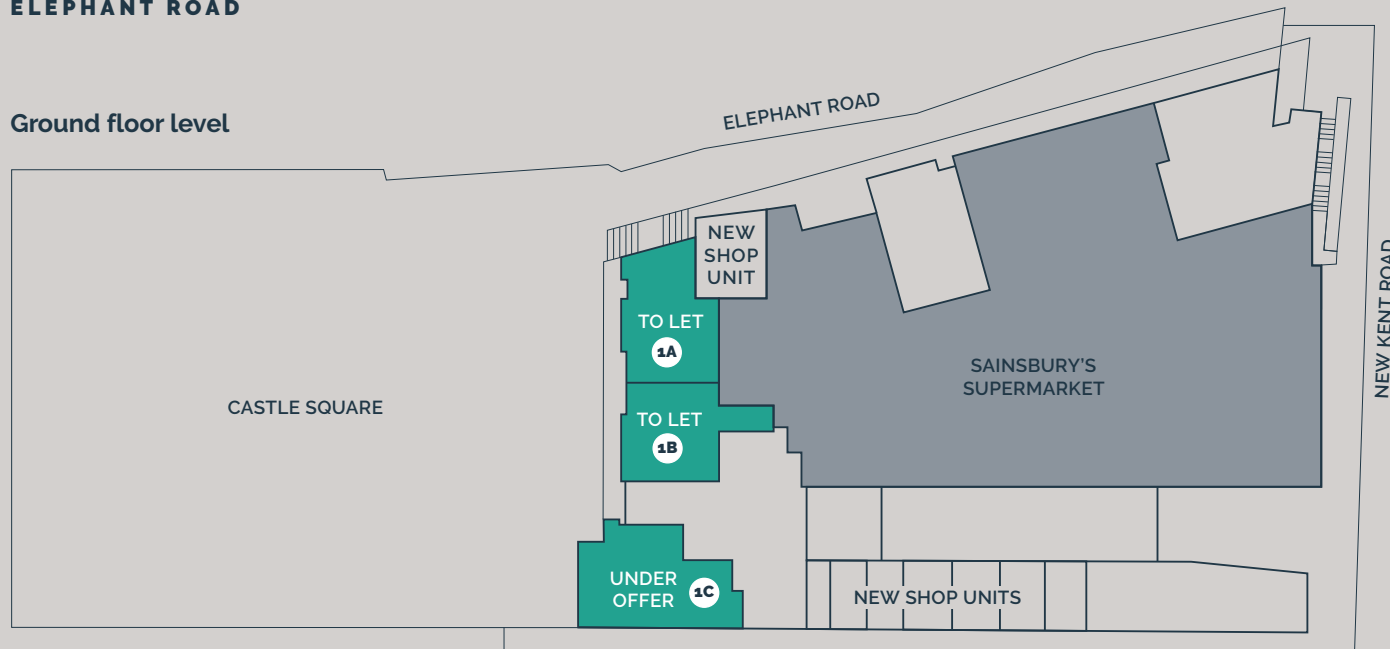 ELEPHANT ROAD
Ground floor level
ELEPHANT ROAD
NEW
SHOP
UNIT
TO LET
1A
SAINSBURY'S
SUPERMARKET
NEW KENT ROAD
CASTLE SQUARE
TO LET
1B
UNDER
OFFER
1C
NEW SHOP UNITS